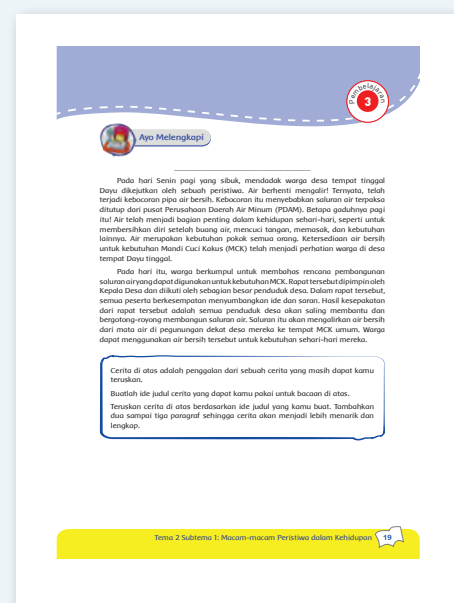 Pembelajaran
3
Ayo Melengkapi
Pada hari Senin pagi yang sibuk, mendadak warga desa tempat tinggal
Dayu dikejutkan oleh sebuah peristiwa. Air berhenti mengalir! Ternyata, telah
terjadi kebocoran pipa air bersih. Kebocoran itu menyebabkan saluran air terpaksa
ditutup dari pusat Perusahaan Daerah Air Minum (PDAM). Betapa gaduhnya pagi
itu! Air telah menjadi bagian penting dalam kehidupan sehari-hari, seperti untuk
membersihkan diri setelah buang air, mencuci tangan, memasak, dan kebutuhan
lainnya. Air merupakan kebutuhan pokok semua orang. Ketersediaan air bersih
untuk kebutuhan Mandi Cuci Kakus (MCK) telah menjadi perhatian warga di desa
tempat Dayu tinggal.
Pada hari itu, warga berkumpul untuk membahas rencana pembangunan
saluran air yang dapat digunakan untuk kebutuhan MCK. Rapat tersebut dipimpin oleh
Kepala Desa dan diikuti oleh sebagian besar penduduk desa. Dalam rapat tersebut,
semua peserta berkesempatan menyumbangkan ide dan saran. Hasil kesepakatan
dari rapat tersebut adalah semua penduduk desa akan saling membantu dan
bergotong-royong membangun saluran air. Saluran itu akan mengalirkan air bersih
dari mata air di pegunungan dekat desa mereka ke tempat MCK umum. Warga
dapat menggunakan air bersih tersebut untuk kebutuhan sehari-hari mereka.
Cerita di atas adalah penggalan dari sebuah cerita yang masih dapat kamu
teruskan.
Buatlah ide judul cerita yang dapat kamu pakai untuk bacaan di atas.
Teruskan cerita di atas berdasarkan ide judul yang kamu buat. Tambahkan
dua sampai tiga paragraf sehingga cerita akan menjadi lebih menarik dan
lengkap.
Tema 2 Subtema 1: Macam-macam Peristiwa dalam Kehidupan
19